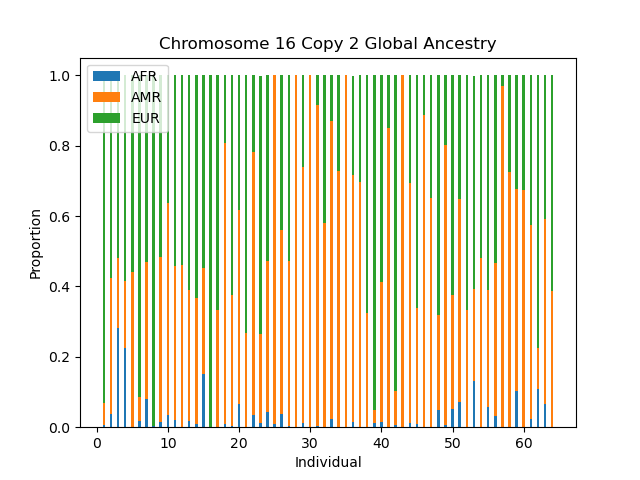 Chromosome 16 Copy 2 Global Ancestry
AFR
AMR
EUR
1.0
0.8
0.6
0.4
0.2
0.0
Proportion
0 10 20 30 40 50 60
Individual